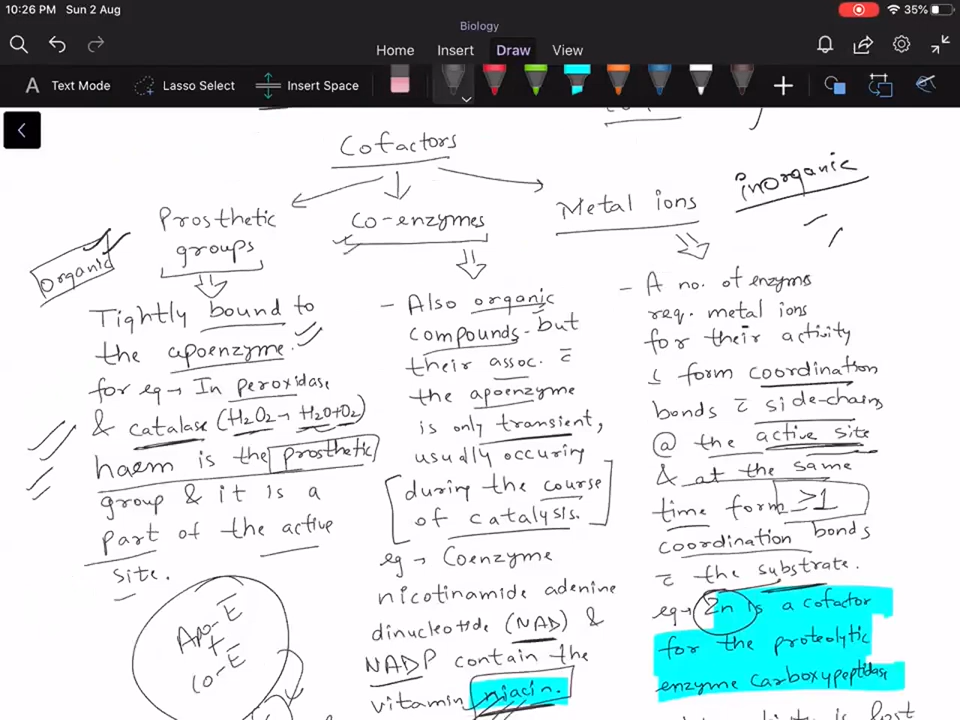 10:26 PM Sun 2 Aug
35%
Biology
Home Insert Draw View
Text Mode Lasso Select Insert Space
Cofactors
inorganic
Prosthetic
groups
Co-enzymes
Metal ions
Organic
Tightly bound to
the apoenzyme.
for eg → In peroxidase
& catalase (H2O2 → H2O+O2)
haem is the prosthetic
group & it is a
part of the active
site.
Apo-E
+
co-E
- Also organic
compounds but
their assoc. c̄
the apoenzyme
is only transient,
usually occuring
[during the course
of catalysis.]
eg → Coenzyme
nicotinamide adenine
dinucleotide (NAD) &
NADP contain the
vitamin niacin.
- A no. of enzyms
req. metal ions
for their activity
& form coordination
bonds c̄ side-chains
@ the active site
& at the same
time form ≥1
coordination bonds
c̄ the substrate.
eg → Zn is a cofactor
for the proteolytic
enzyme carboxypeptidase